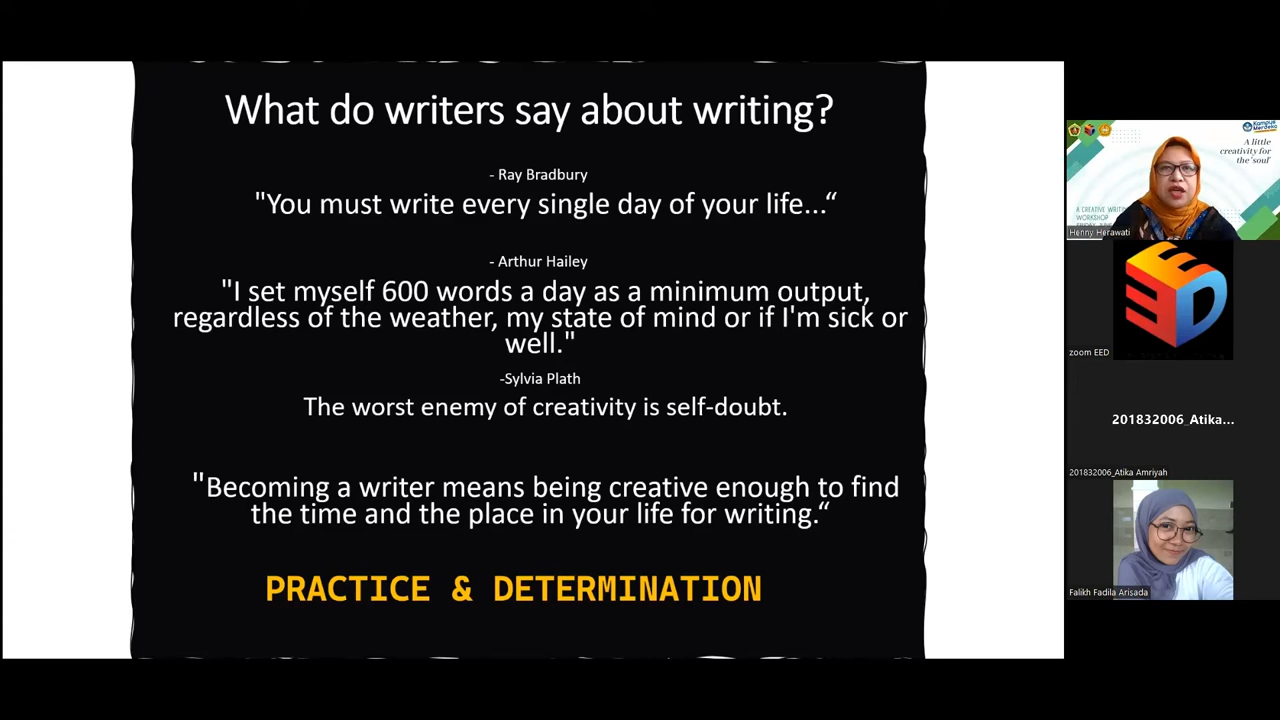 What do writers say about writing?
- Ray Bradbury
"You must write every single day of your life...“
- Arthur Hailey
"I set myself 600 words a day as a minimum output,
regardless of the weather, my state of mind or if I'm sick or
well."
-Sylvia Plath
The worst enemy of creativity is self-doubt.
"Becoming a writer means being creative enough to find
the time and the place in your life for writing.“
PRACTICE & DETERMINATION
Kampus
Merdeka
A little
creativity for
the soul
A CREATIVE WRITING
WORKSHOP
Henny Herawati
EED
zoom EED
201832006_Atika...
201832006_Atika Amriyah
Falikh Fadila Arisada